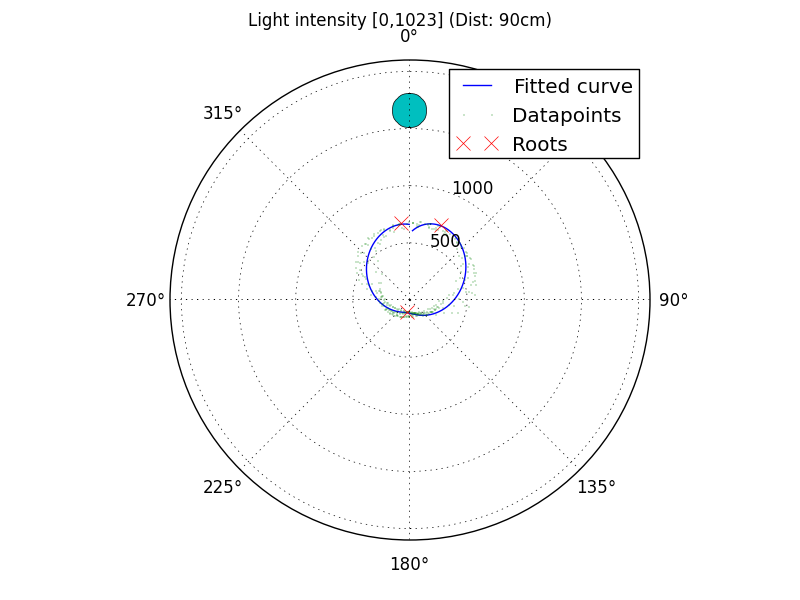 Light intensity [0,1023] (Dist: 90cm)
0°
Fitted curve
315°
Datapoints
Roots
1000
500
270°
90°
225°
135°
180°